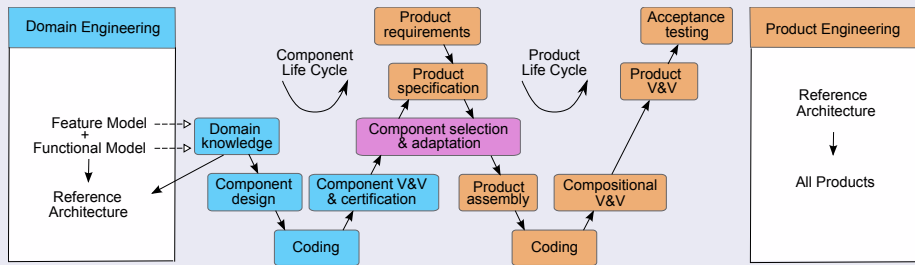 Domain Engineering
Feature Model
+
Functional Model
Reference
Architecture
Domain
knowledge
Component
design
Coding
Component V&V
& certification
Component
Life Cycle
Product
requirements
Product
specification
Component selection
& adaptation
Product
assembly
Coding
Compositional
V&V
Product
Life Cycle
Product
V&V
Acceptance
testing
Product Engineering
Reference
Architecture
All Products